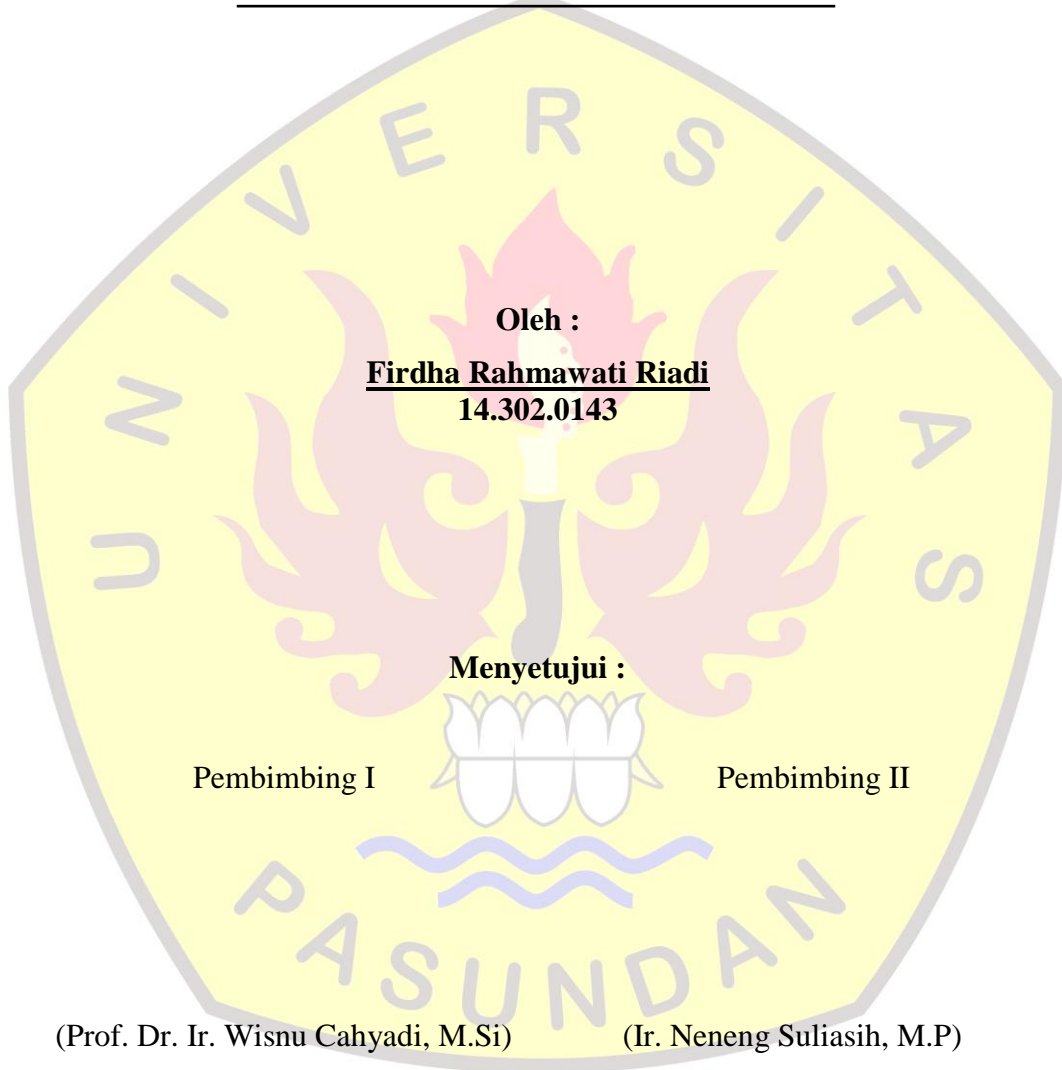 UNIVERSITAS
Oleh :
Firdha Rahmawati Riadi
14.302.0143
Menyetujui :
Pembimbing I Pembimbing II
PASUNDAN
(Prof. Dr. Ir. Wisnu Cahyadi, M.Si) (Ir. Neneng Suliasih, M.P)